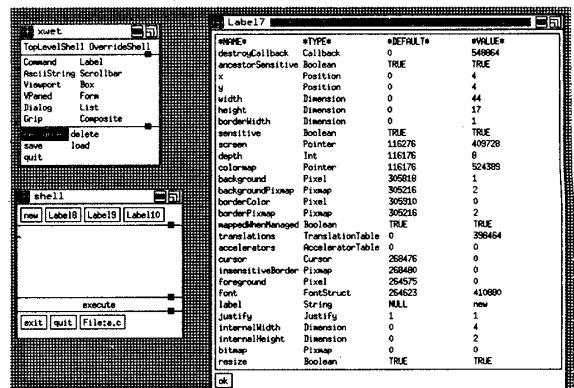 xwet
TopLevelShell OverrideShell
Command Label
AsciiString Scrollbar
Viewport Box
VPaned Form
Dialog List
Grip Composite
delete
save load
quit
shell
new Label8 Label9 Label10
execute
exit quit File:a.c
Label7
*NAME* *TYPE* *DEFAULT* *VALUE*
destroyCallback Callback 0 548864
ancestorSensitive Boolean TRUE TRUE
x Position 0 4
y Position 0 4
width Dimension 0 44
height Dimension 0 17
borderWidth Dimension 0 1
sensitive Boolean TRUE TRUE
screen Pointer 116276 409728
depth Int 116176 8
colormap Pointer 116176 524389
background Pixel 305818 1
backgroundPixmap Pixmap 305216 2
borderColor Pixel 305910 0
borderPixmap Pixmap 305216 2
mappedWhenManaged Boolean TRUE TRUE
translations TranslationTable 0 398464
accelerators AcceleratorTable 0 0
cursor Cursor 268476 0
insensitiveBorder Pixmap 268480 0
foreground Pixel 264575 0
font FontStruct 264623 410880
label String NULL new
justify Justify 1 1
internalWidth Dimension 0 4
internalHeight Dimension 0 2
bitmap Pixmap 0 0
resize Boolean TRUE TRUE
ok